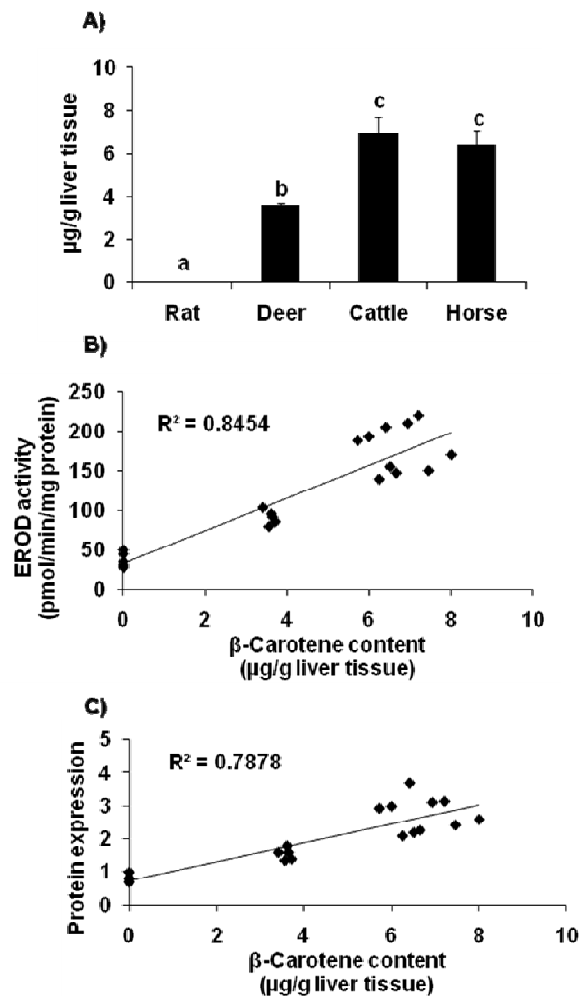 A)
µg/g liver tissue
10
8
6
4
2
0
a
b
c
c
Rat Deer Cattle Horse
B)
EROD activity
(pmol/min/mg protein)
250
200
150
100
50
0
R² = 0.8454
0 2 4 6 8 10
β-Carotene content
(µg/g liver tissue)
C)
Protein expression
5
4
3
2
1
0
R² = 0.7878
0 2 4 6 8 10
β-Carotene content
(µg/g liver tissue)